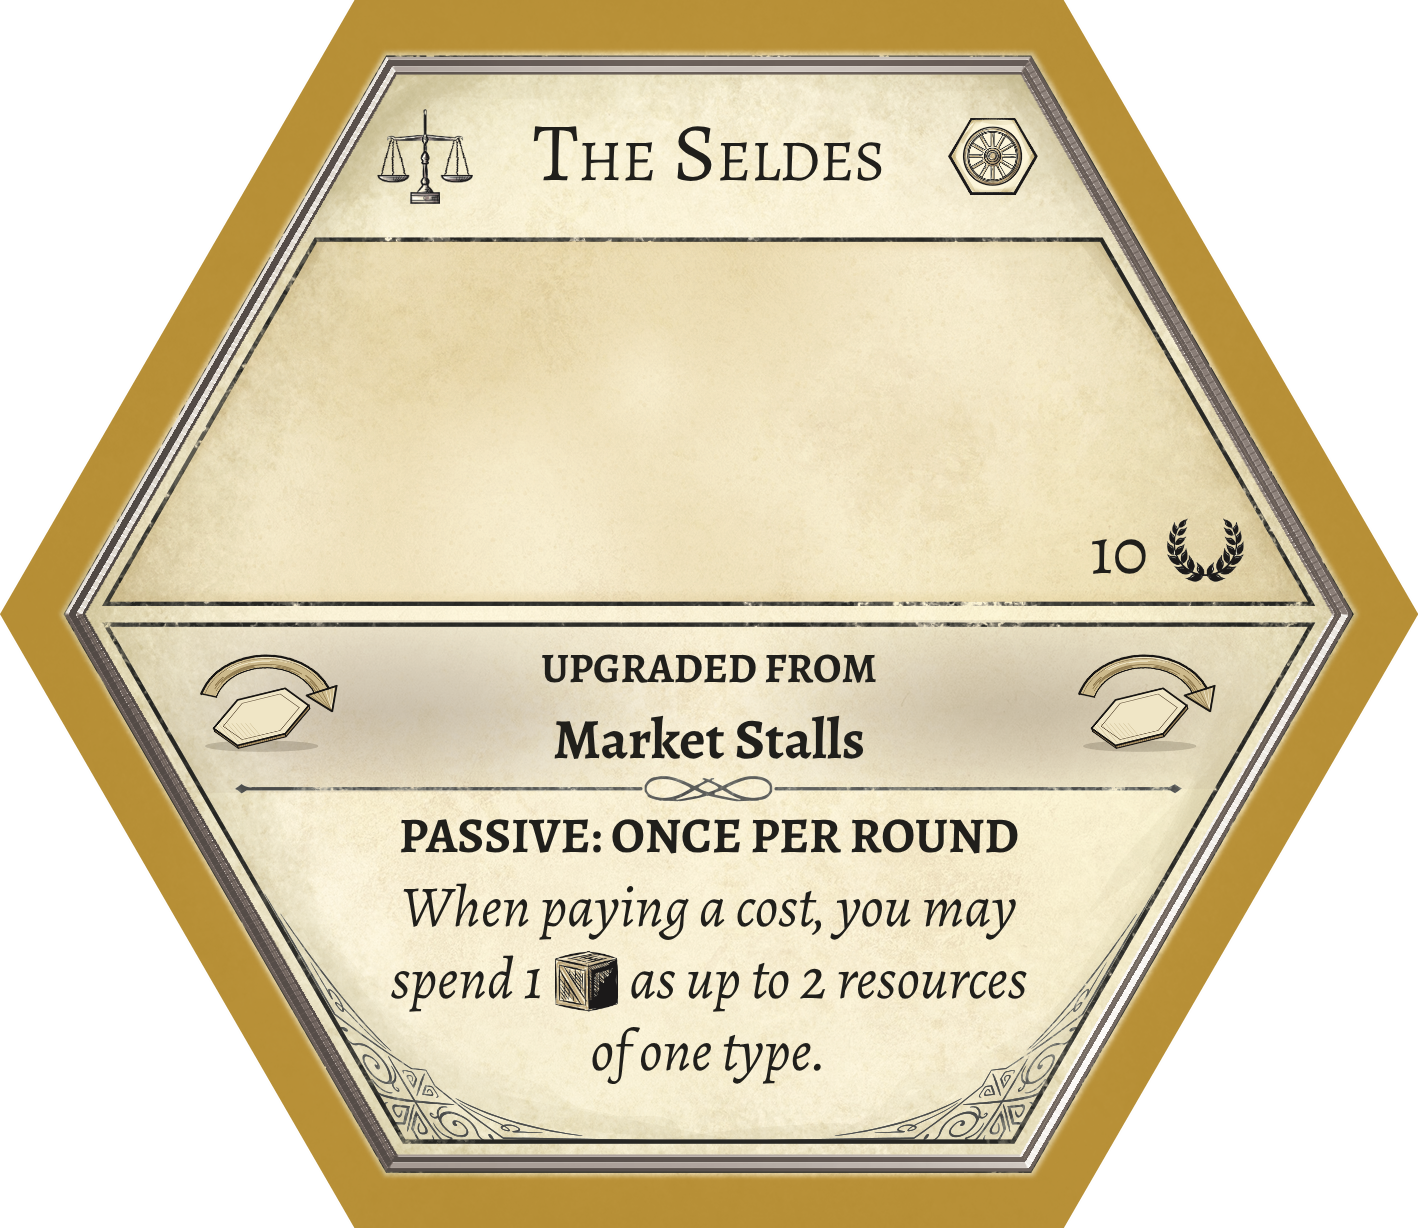 The Seldes
10
UPGRADED FROM
Market Stalls
PASSIVE: ONCE PER ROUND
When paying a cost, you may
spend 1 as up to 2 resources
of one type.